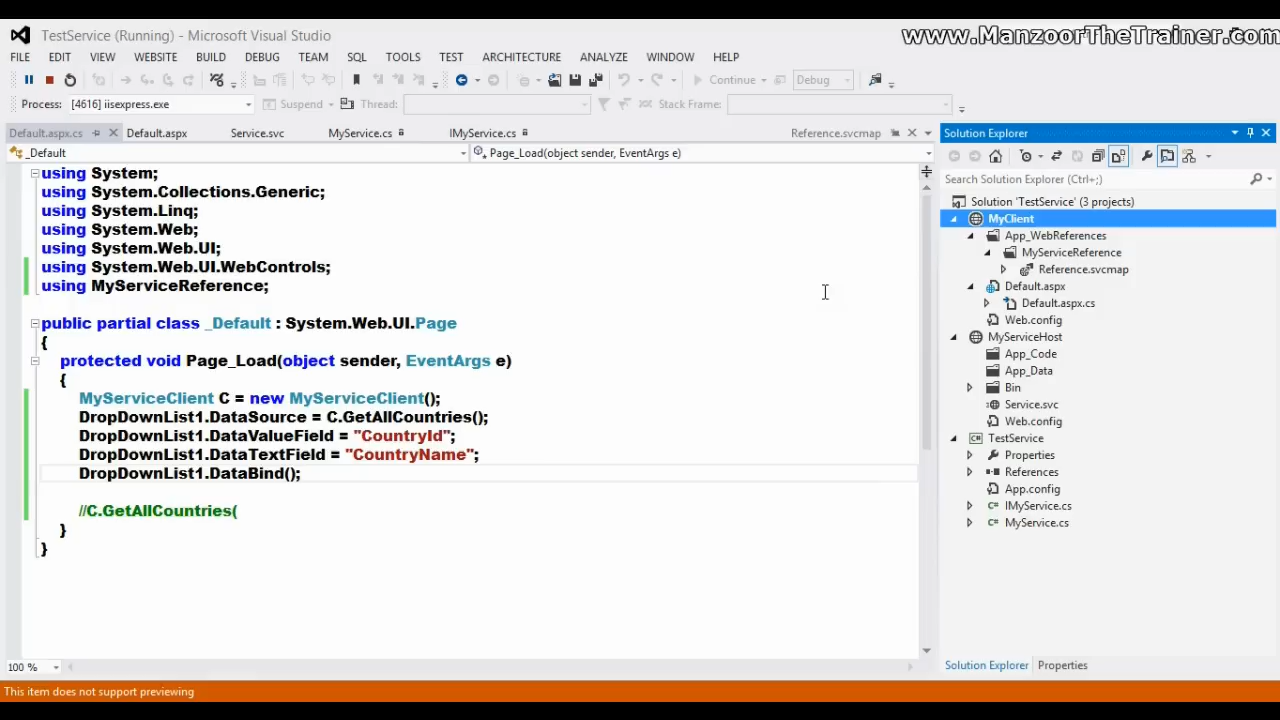 TestService (Running) - Microsoft Visual Studio
www.ManzoorTheTrainer.com
FILE EDIT VIEW WEBSITE BUILD DEBUG TEAM SQL TOOLS TEST ARCHITECTURE ANALYZE WINDOW HELP
Continue Debug
Process: [4616] iisexpress.exe Suspend Thread: Stack Frame:
Default.aspx.cs Default.aspx Service.svc MyService.cs IMyService.cs Reference.svcmap
_Default Page_Load(object sender, EventArgs e)
using System;
using System.Collections.Generic;
using System.Linq;
using System.Web;
using System.Web.UI;
using System.Web.UI.WebControls;
using MyServiceReference;
public partial class _Default : System.Web.UI.Page
{
protected void Page_Load(object sender, EventArgs e)
{
MyServiceClient C = new MyServiceClient();
DropDownList1.DataSource = C.GetAllCountries();
DropDownList1.DataValueField = "CountryId";
DropDownList1.DataTextField = "CountryName";
DropDownList1.DataBind();
//C.GetAllCountries(
}
}
100 %
Solution Explorer
Search Solution Explorer (Ctrl+;)
Solution 'TestService' (3 projects)
MyClient
App_WebReferences
MyServiceReference
Reference.svcmap
Default.aspx
Default.aspx.cs
Web.config
MyServiceHost
App_Code
App_Data
Bin
Service.svc
Web.config
TestService
Properties
References
App.config
IMyService.cs
MyService.cs
Solution Explorer Properties
This item does not support previewing